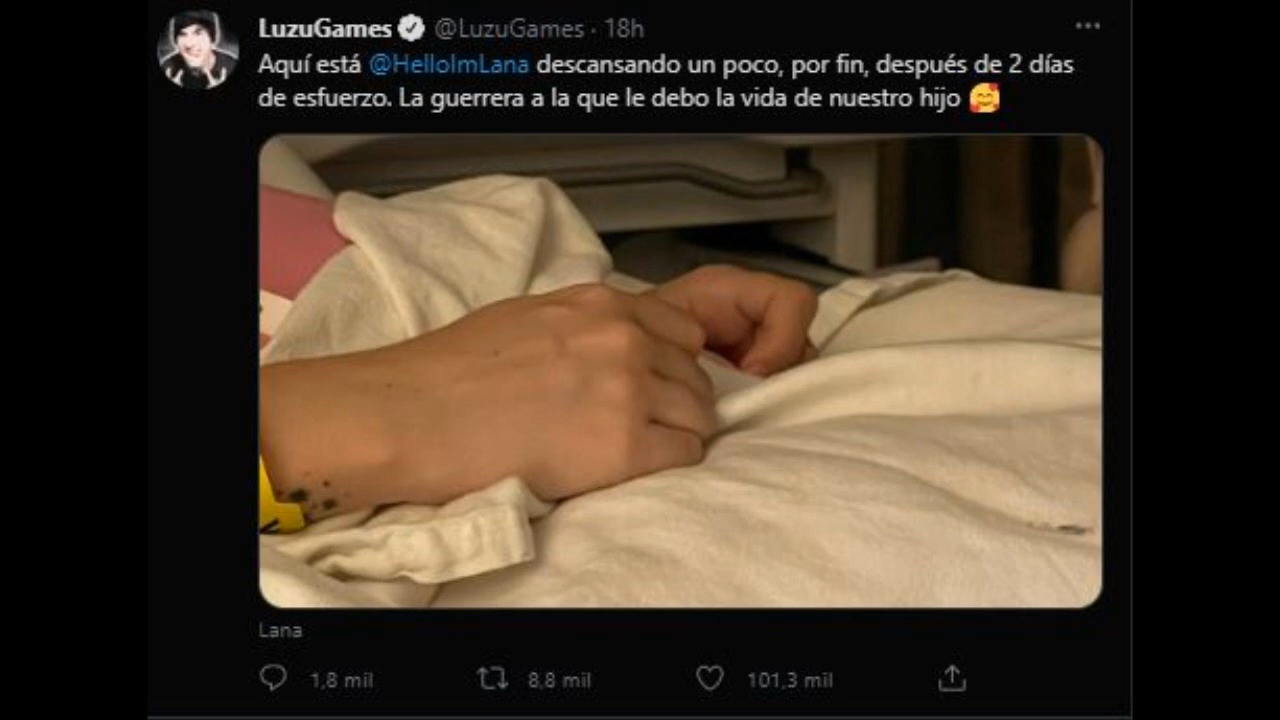 LuzuGames @LuzuGames · 18h
Aquí está @HelloImLana descansando un poco, por fin, después de 2 días
de esfuerzo. La guerrera a la que le debo la vida de nuestro hijo 🥰
Lana
1,8 mil 8,8 mil 101,3 mil